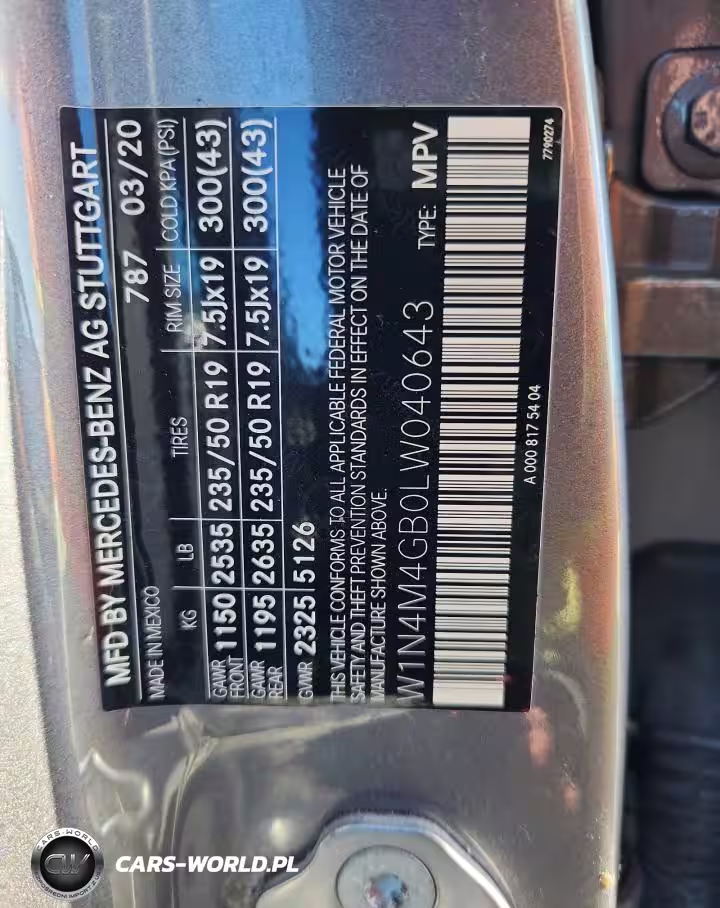 MFD BY MERCEDES-BENZ AG STUTTGART
MADE IN MEXICO 787 03/20
KG LB TIRES RIM SIZE COLD KPA (PSI)
GAWR FRONT 1150 2535 235/50 R19 7.5Jx19 300(43)
GAWR REAR 1195 2635 235/50 R19 7.5Jx19 300(43)
GVWR 2325 5126
THIS VEHICLE CONFORMS TO ALL APPLICABLE FEDERAL MOTOR VEHICLE
SAFETY AND THEFT PREVENTION STANDARDS IN EFFECT ON THE DATE OF
MANUFACTURE SHOWN ABOVE.
W1N4M4GB0LW040643 TYPE: MPV
A 000 817 54 04 7790274
CARS-WORLD
CW
CARS-WORLD.PL